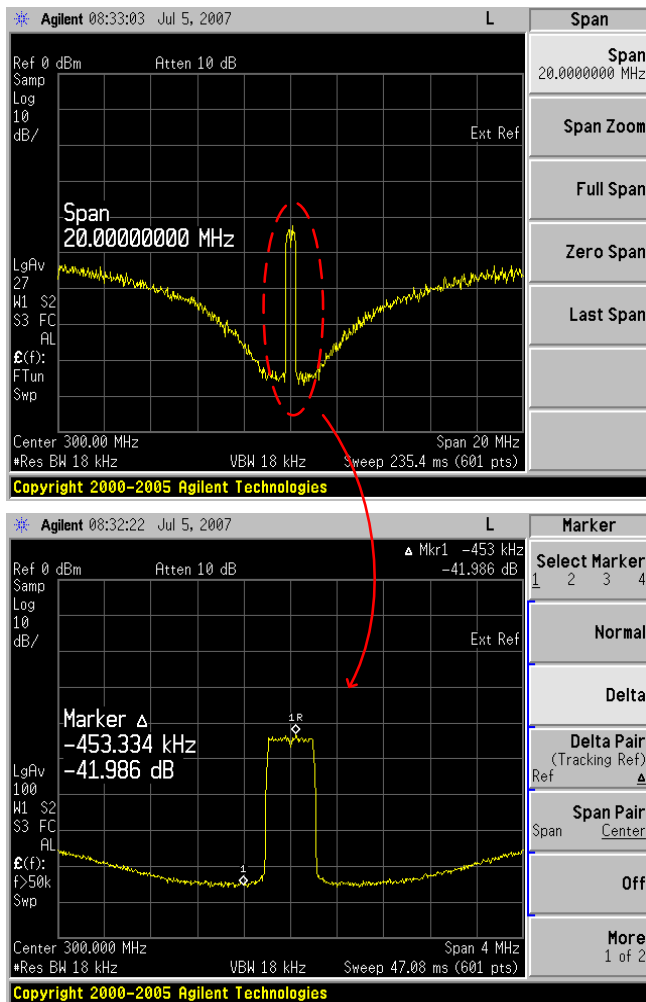 Agilent 08:33:03 Jul 5, 2007 L Span
Ref 0 dBm Atten 10 dB
Samp
Log
10
dB/
Ext Ref
Span
20.00000000 MHz
LgAv
27
W1 S2
S3 FC
AL
£(f):
FTun
Swp
Center 300.00 MHz Span 20 MHz
#Res BW 18 kHz VBW 18 kHz Sweep 235.4 ms (601 pts)
Copyright 2000-2005 Agilent Technologies
Span
20.0000000 MHz
Span Zoom
Full Span
Zero Span
Last Span
Agilent 08:32:22 Jul 5, 2007 L Marker
Δ Mkr1 -453 kHz
Ref 0 dBm Atten 10 dB -41.986 dB
Samp
Log
10
dB/
Ext Ref
1R
Marker Δ
-453.334 kHz
-41.986 dB
LgAv
100
W1 S2
S3 FC
AL
£(f):
f>50k
Swp
1
Center 300.000 MHz Span 4 MHz
#Res BW 18 kHz VBW 18 kHz Sweep 47.08 ms (601 pts)
Copyright 2000-2005 Agilent Technologies
Select Marker
1 2 3 4
Normal
Delta
Delta Pair
(Tracking Ref)
Ref Δ
Span Pair
Span Center
Off
More
1 of 2